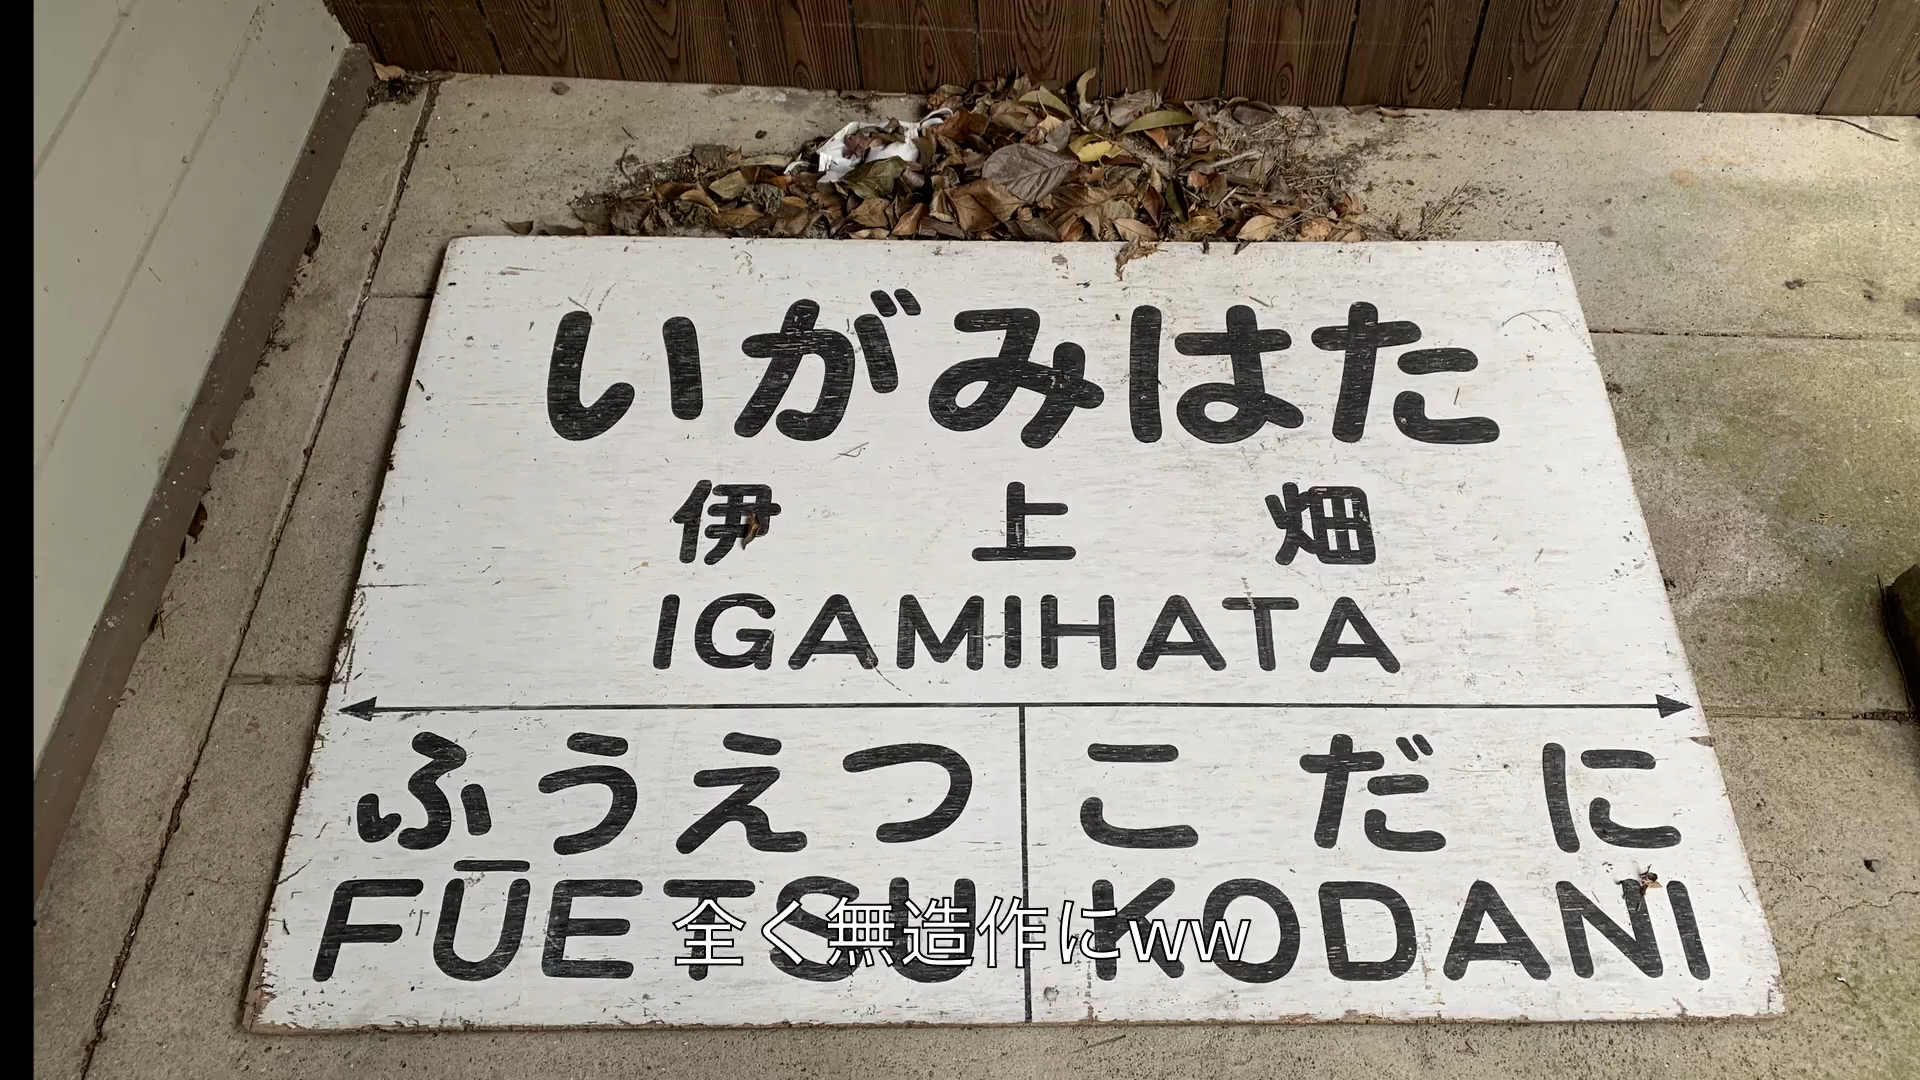 いがみはた
伊上畑
IGAMIHATA
ふうえつ こだに
FŪETSU KODANI
全く無造作にww